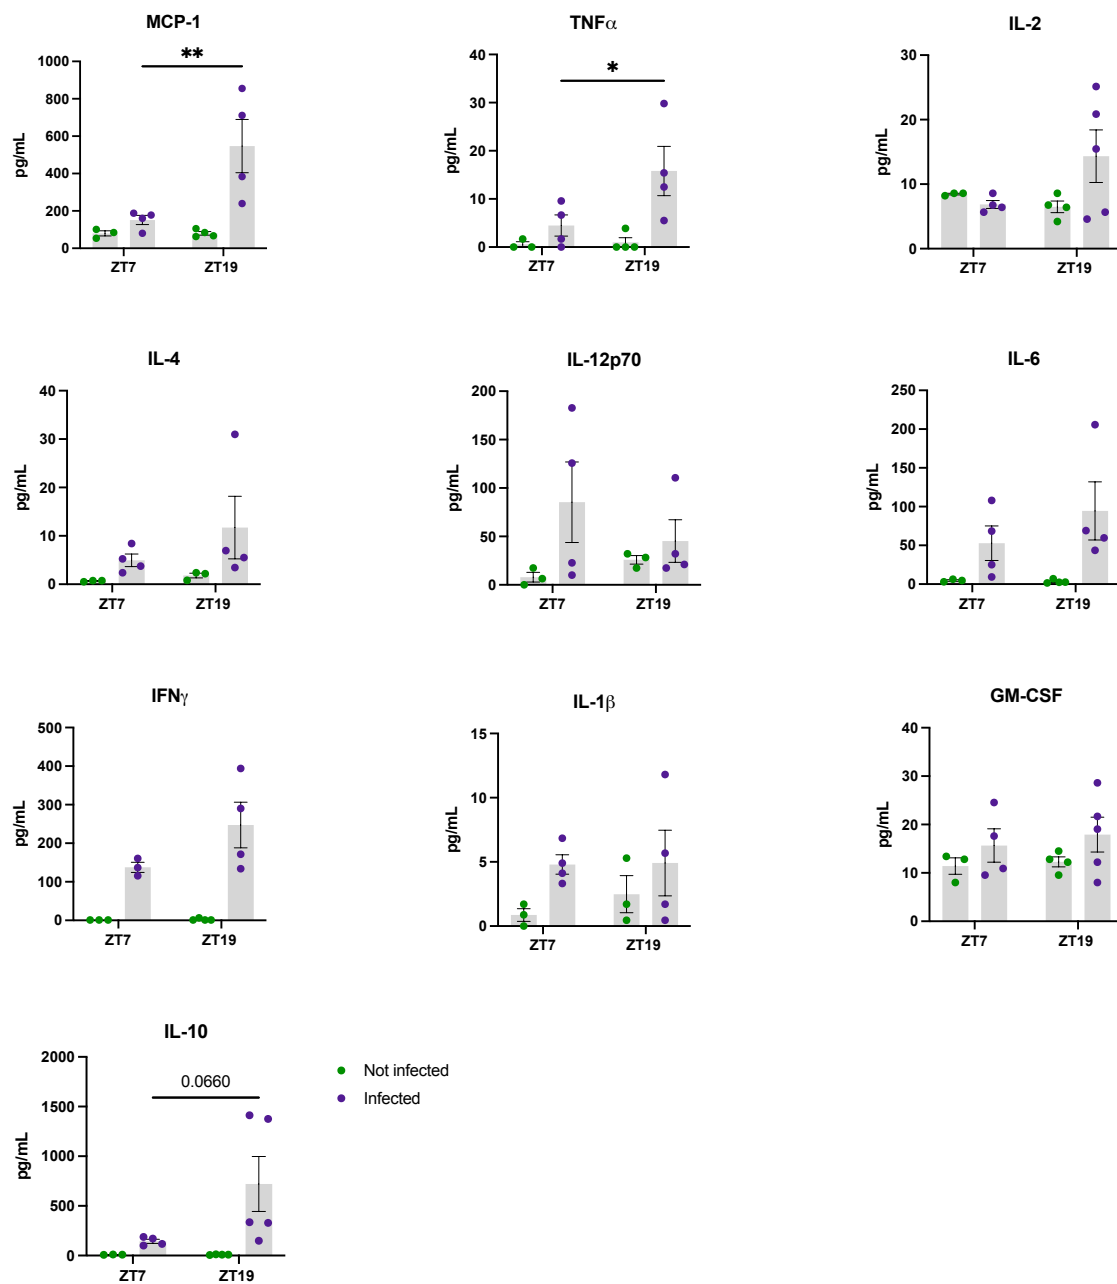 MCP-1
1000
800
600
400
200
0
pg/mL
**
ZT7 ZT19
TNFα
40
30
20
10
0
pg/mL
*
ZT7 ZT19
IL-2
30
20
10
0
pg/mL
ZT7 ZT19
IL-4
40
30
20
10
0
pg/mL
ZT7 ZT19
IL-12p70
200
150
100
50
0
pg/mL
ZT7 ZT19
IL-6
250
200
150
100
50
0
pg/mL
ZT7 ZT19
IFNγ
500
400
300
200
100
0
pg/mL
ZT7 ZT19
IL-1β
15
10
5
0
pg/mL
ZT7 ZT19
GM-CSF
40
30
20
10
0
pg/mL
ZT7 ZT19
IL-10
2000
1500
1000
500
0
pg/mL
0.0660
ZT7 ZT19
Not infected
Infected